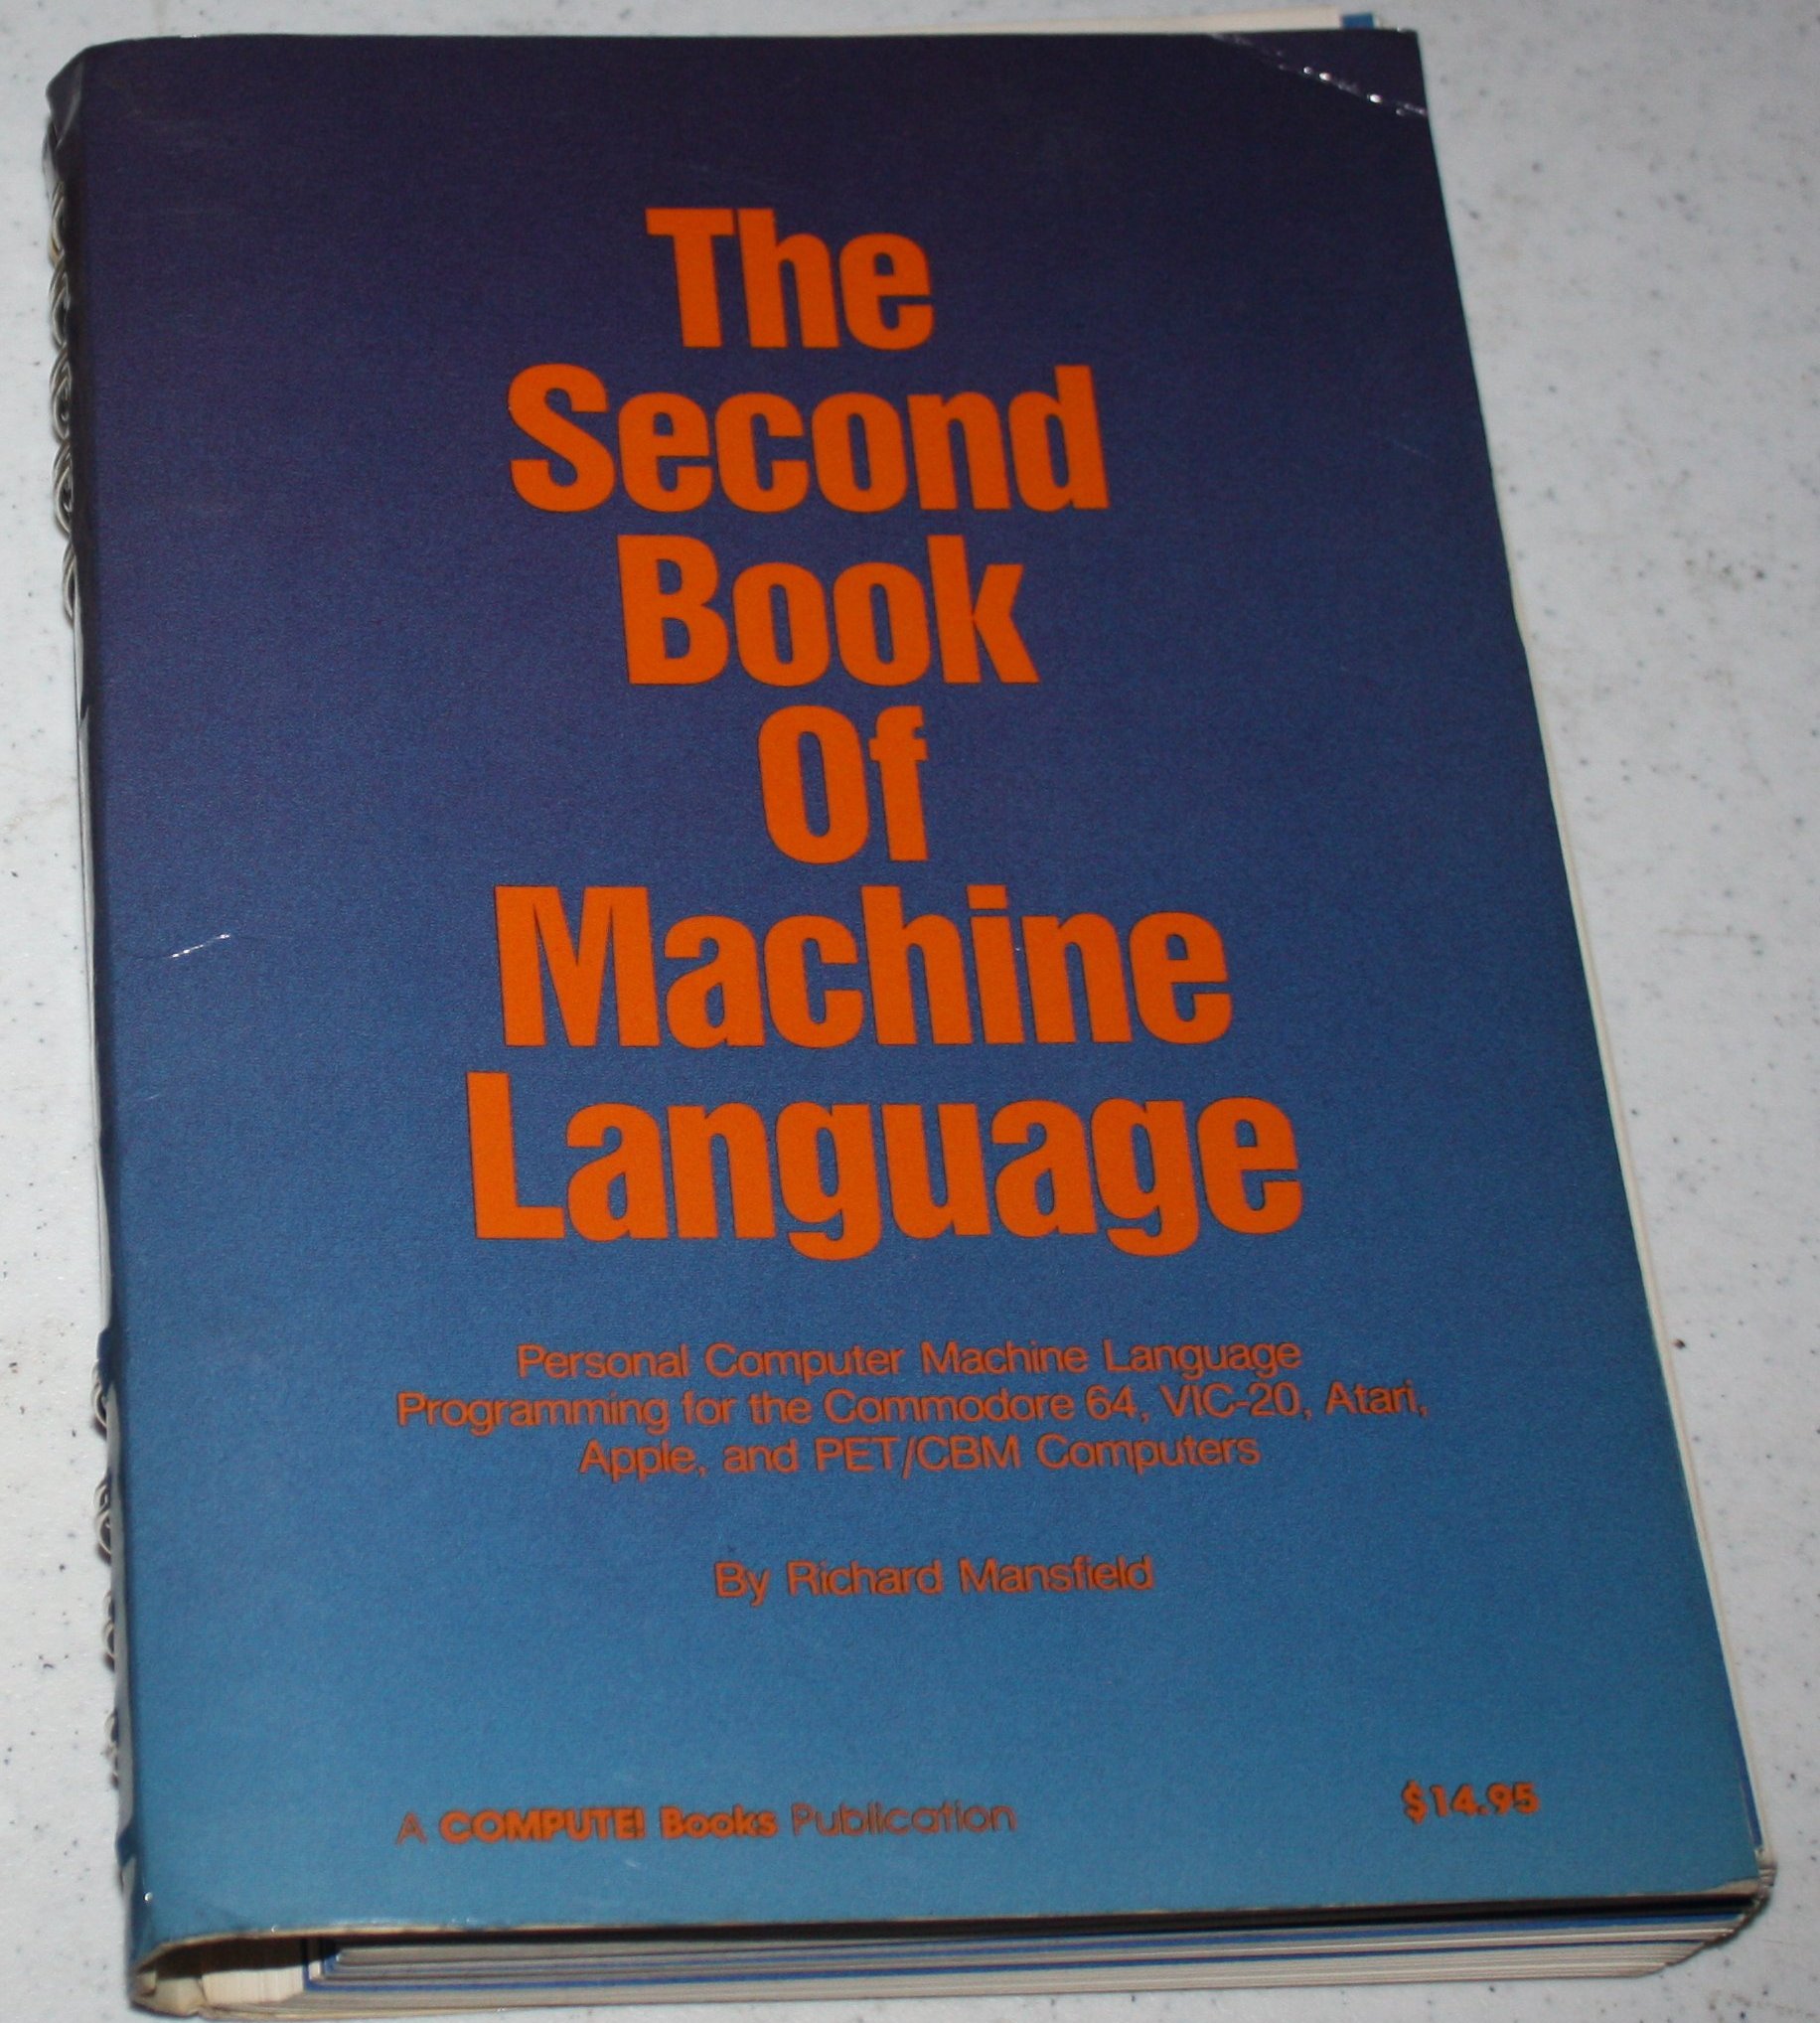 The
Second
Book
Of
Machine
Language
Personal Computer Machine Language
Programming for the Commodore 64, VIC-20, Atari,
Apple, and PET/CBM Computers
By Richard Mansfield
A COMPUTE! Books Publication
$14.95